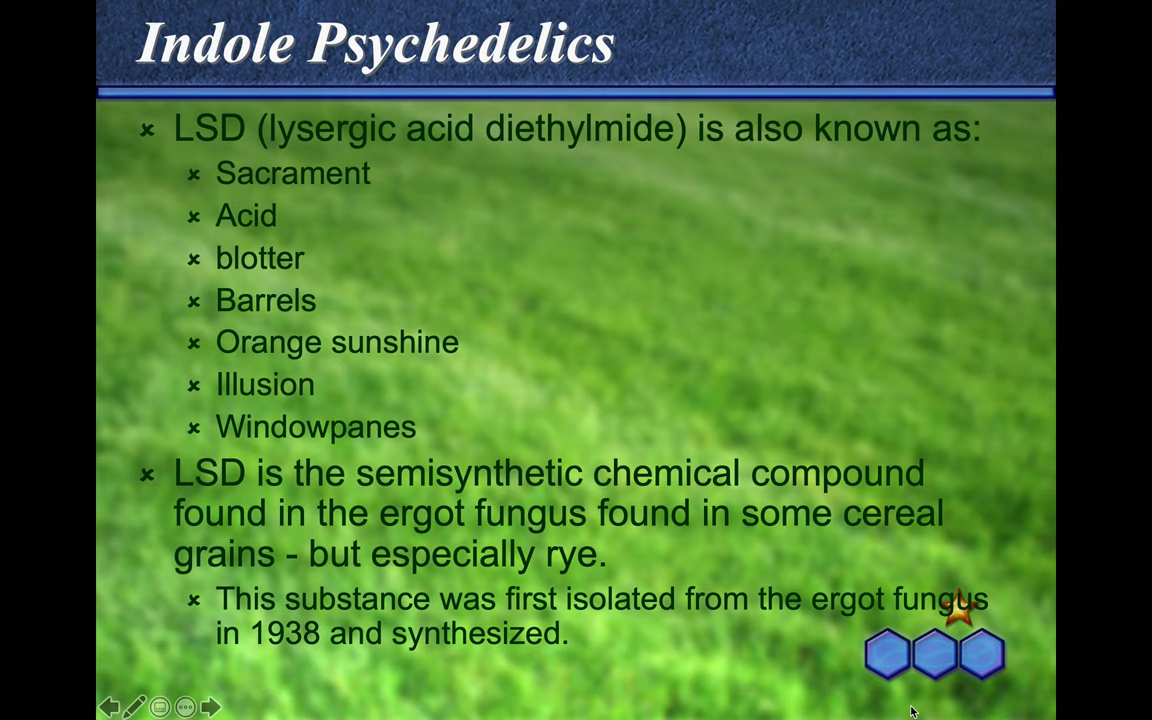 Indole Psychedelics
LSD (lysergic acid diethylmide) is also known as:
Sacrament
Acid
blotter
Barrels
Orange sunshine
Illusion
Windowpanes
LSD is the semisynthetic chemical compound
found in the ergot fungus found in some cereal
grains - but especially rye.
This substance was first isolated from the ergot fungus
in 1938 and synthesized.